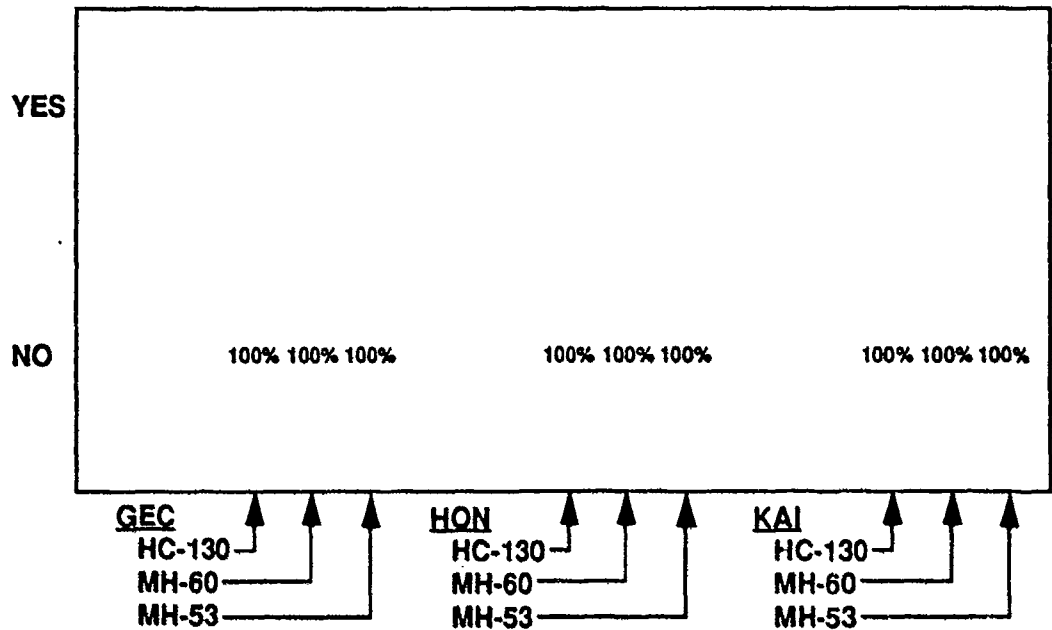 YES
NO 100% 100% 100% 100% 100% 100% 100% 100% 100%
GEC HON KAI
HC-130 HC-130 HC-130
MH-60 MH-60 MH-60
MH-53 MH-53 MH-53